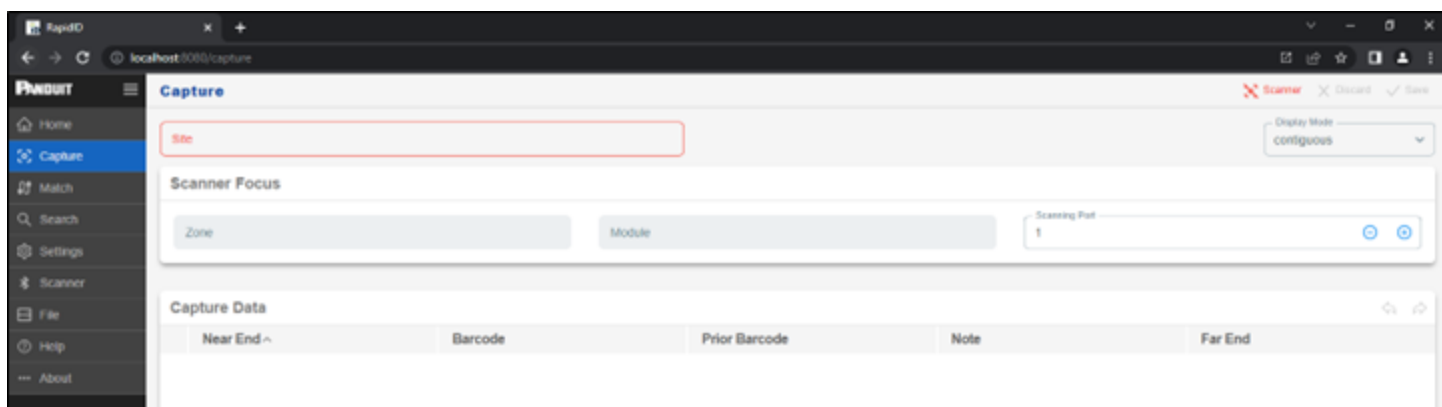 RapidID
localhost:8080/capture
PANDUIT
Capture
Scanner
Discard
Save
Home
Capture
Match
Search
Settings
Scanner
File
Help
About
Site
Display Mode
contiguous
Scanner Focus
Zone
Module
Scanning Port
1
Capture Data
Near End
Barcode
Prior Barcode
Note
Far End